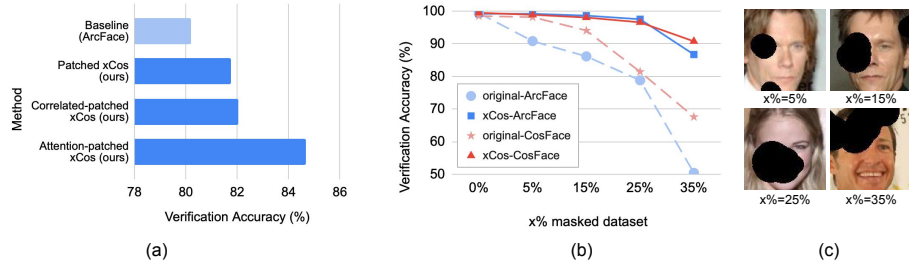 Method
Baseline
(ArcFace)
Patched xCos
(ours)
Correlated-patched
xCos (ours)
Attention-patched
xCos (ours)
78 80 82 84 86
Verification Accuracy (%)
(a)
Verification Accuracy (%)
100
90
80
70
60
50
original-ArcFace
xCos-ArcFace
original-CosFace
xCos-CosFace
0% 5% 15% 25% 35%
x% masked dataset
(b)
x%=5% x%=15%
x%=25% x%=35%
(c)